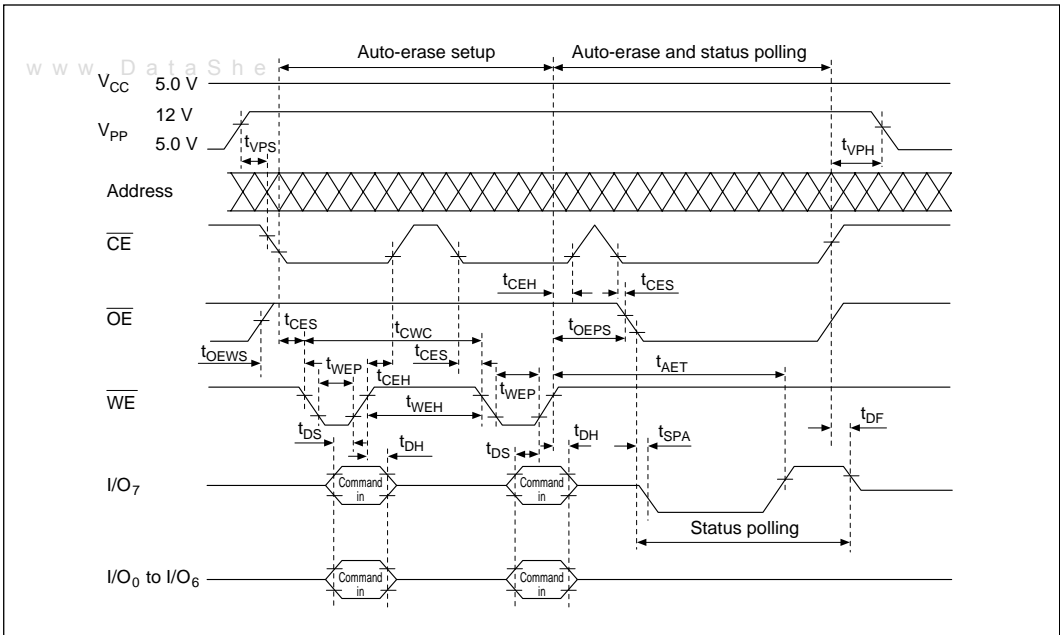 Auto-erase setup
Auto-erase and status polling
www.DataShe
VCC 5.0 V
12 V
VPP
5.0 V
tVPS
tVPH
Address
CE
tCEH
tCES
OE
tCES
tCWC
tOEPS
tOEWS
tWEP
tCES
tAET
tCEH
tWEP
WE
tWEH
tDF
tDS
tDH
tDS
tDH
tSPA
I/O7
Command
in
Command
in
Status polling
I/O0 to I/O6
Command
in
Command
in